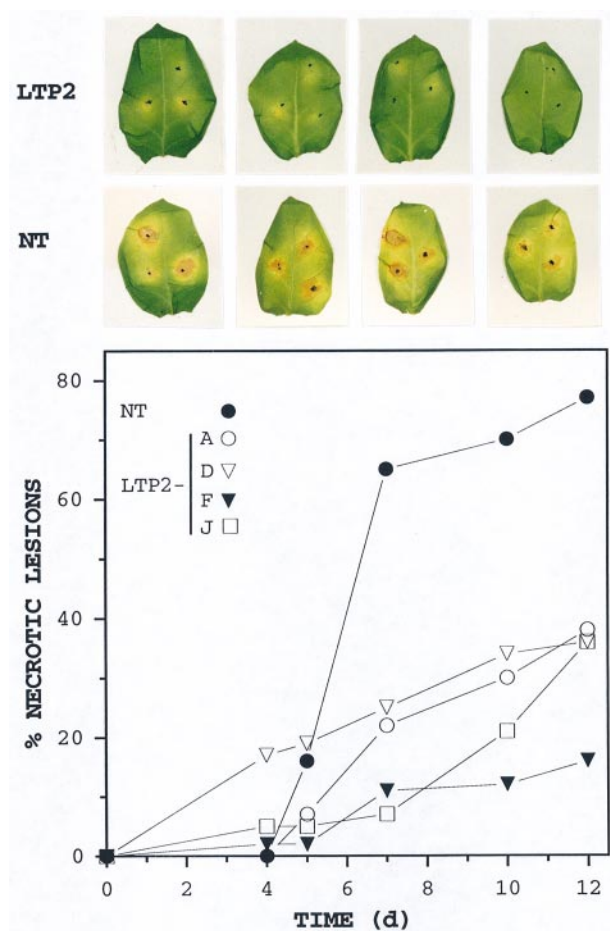 LTP2
NT
80
60
40
20
0
% NECROTIC LESIONS
NT
LTP2-
A
D
F
J
0 2 4 6 8 10 12
TIME (d)